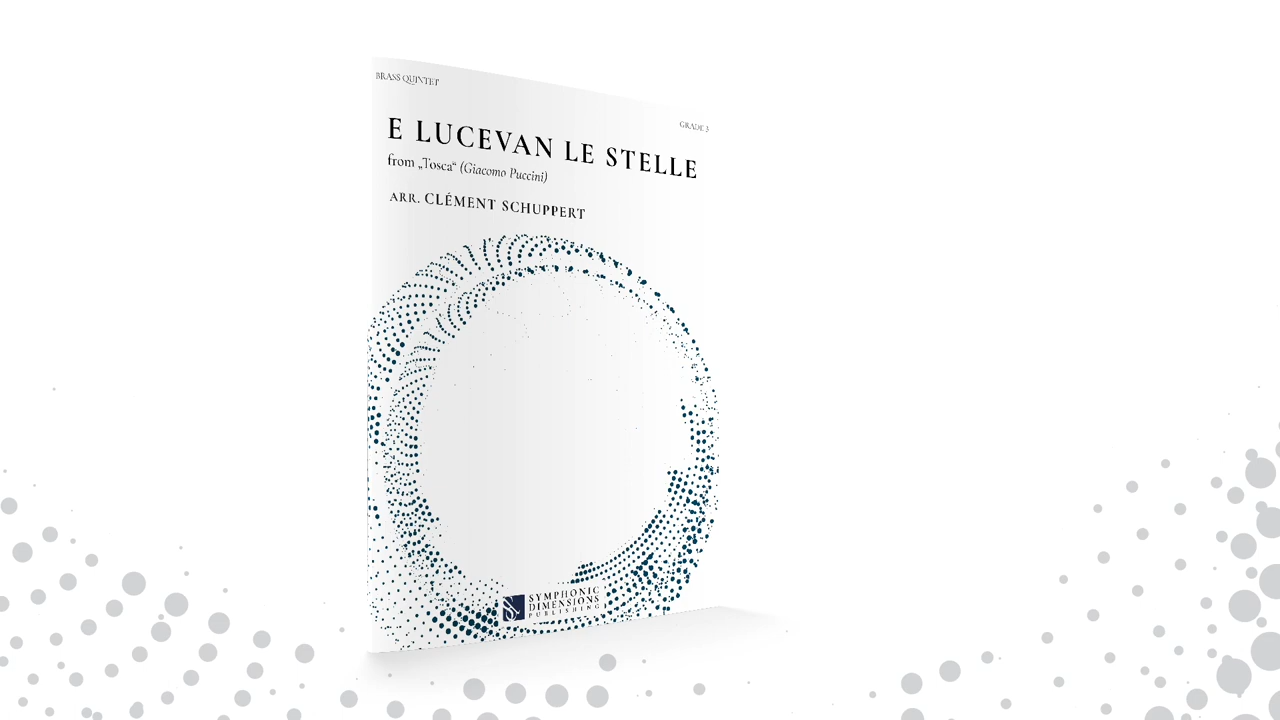 BRASS QUINTET
GRADE 3
E LUCEVAN LE STELLE
from „Tosca“ (Giacomo Puccini)
ARR. CLÉMENT SCHUPPERT
SYMPHONIC
DIMENSIONS
PUBLISHING